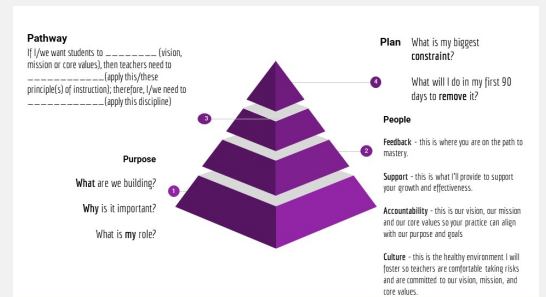 Pathway
If I/we want students to _ _ _ _ _ _ _ _ (vision,
mission or core values), then teachers need to
_ _ _ _ _ _ _ _ _ _ _ _ (apply this/these
principle(s) of instruction); therefore, I/we need to
_ _ _ _ _ _ _ _ _ _ _ _ (apply this discipline)
Plan
What is my biggest
constraint?
What will I do in my first 90
days to remove it?
4
3
2
1
Purpose
What are we building?
Why is it important?
What is my role?
People
Feedback - this is where you are on the path to
mastery.
Support - this is what I'll provide to support
your growth and effectiveness.
Accountability - this is our vision, our mission
and our core values so your practice can align
with our purpose and goals
Culture - this is the healthy environment I will
foster so teachers are comfortable taking risks
and are committed to our vision, mission, and
core values.